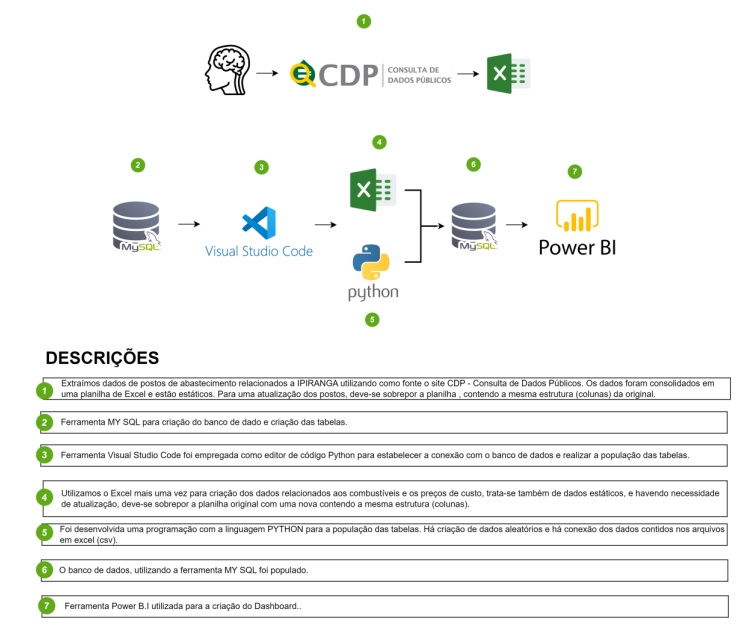 1
CDP CONSULTA DE
DADOS PÚBLICOS
X
4
2
3
6
7
X
MySQL
Visual Studio Code
MySQL
Power BI
python
5
DESCRIÇÕES
1 Extraímos dados de postos de abastecimento relacionados a IPIRANGA utilizando como fonte o site CDP - Consulta de Dados Públicos. Os dados foram consolidados em
uma planilha de Excel e estão estáticos. Para uma atualização dos postos, deve-se sobrepor a planilha , contendo a mesma estrutura (colunas) da original.
2 Ferramenta MY SQL para criação do banco de dado e criação das tabelas.
3 Ferramenta Visual Studio Code foi empregada como editor de código Python para estabelecer a conexão com o banco de dados e realizar a população das tabelas.
4 Utilizamos o Excel mais uma vez para criação dos dados relacionados aos combustíveis e os preços de custo, trata-se também de dados estáticos, e havendo necessidade
de atualização, deve-se sobrepor a planilha original com uma nova contendo a mesma estrutura (colunas).
5 Foi desenvolvida uma programação com a linguagem PYTHON para a população das tabelas. Há criação de dados aleatórios e há conexão dos dados contidos nos arquivos
em excel (csv).
6 O banco de dados, utilizando a ferramenta MY SQL foi populado.
7 Ferramenta Power B.I utilizada para a criação do Dashboard..